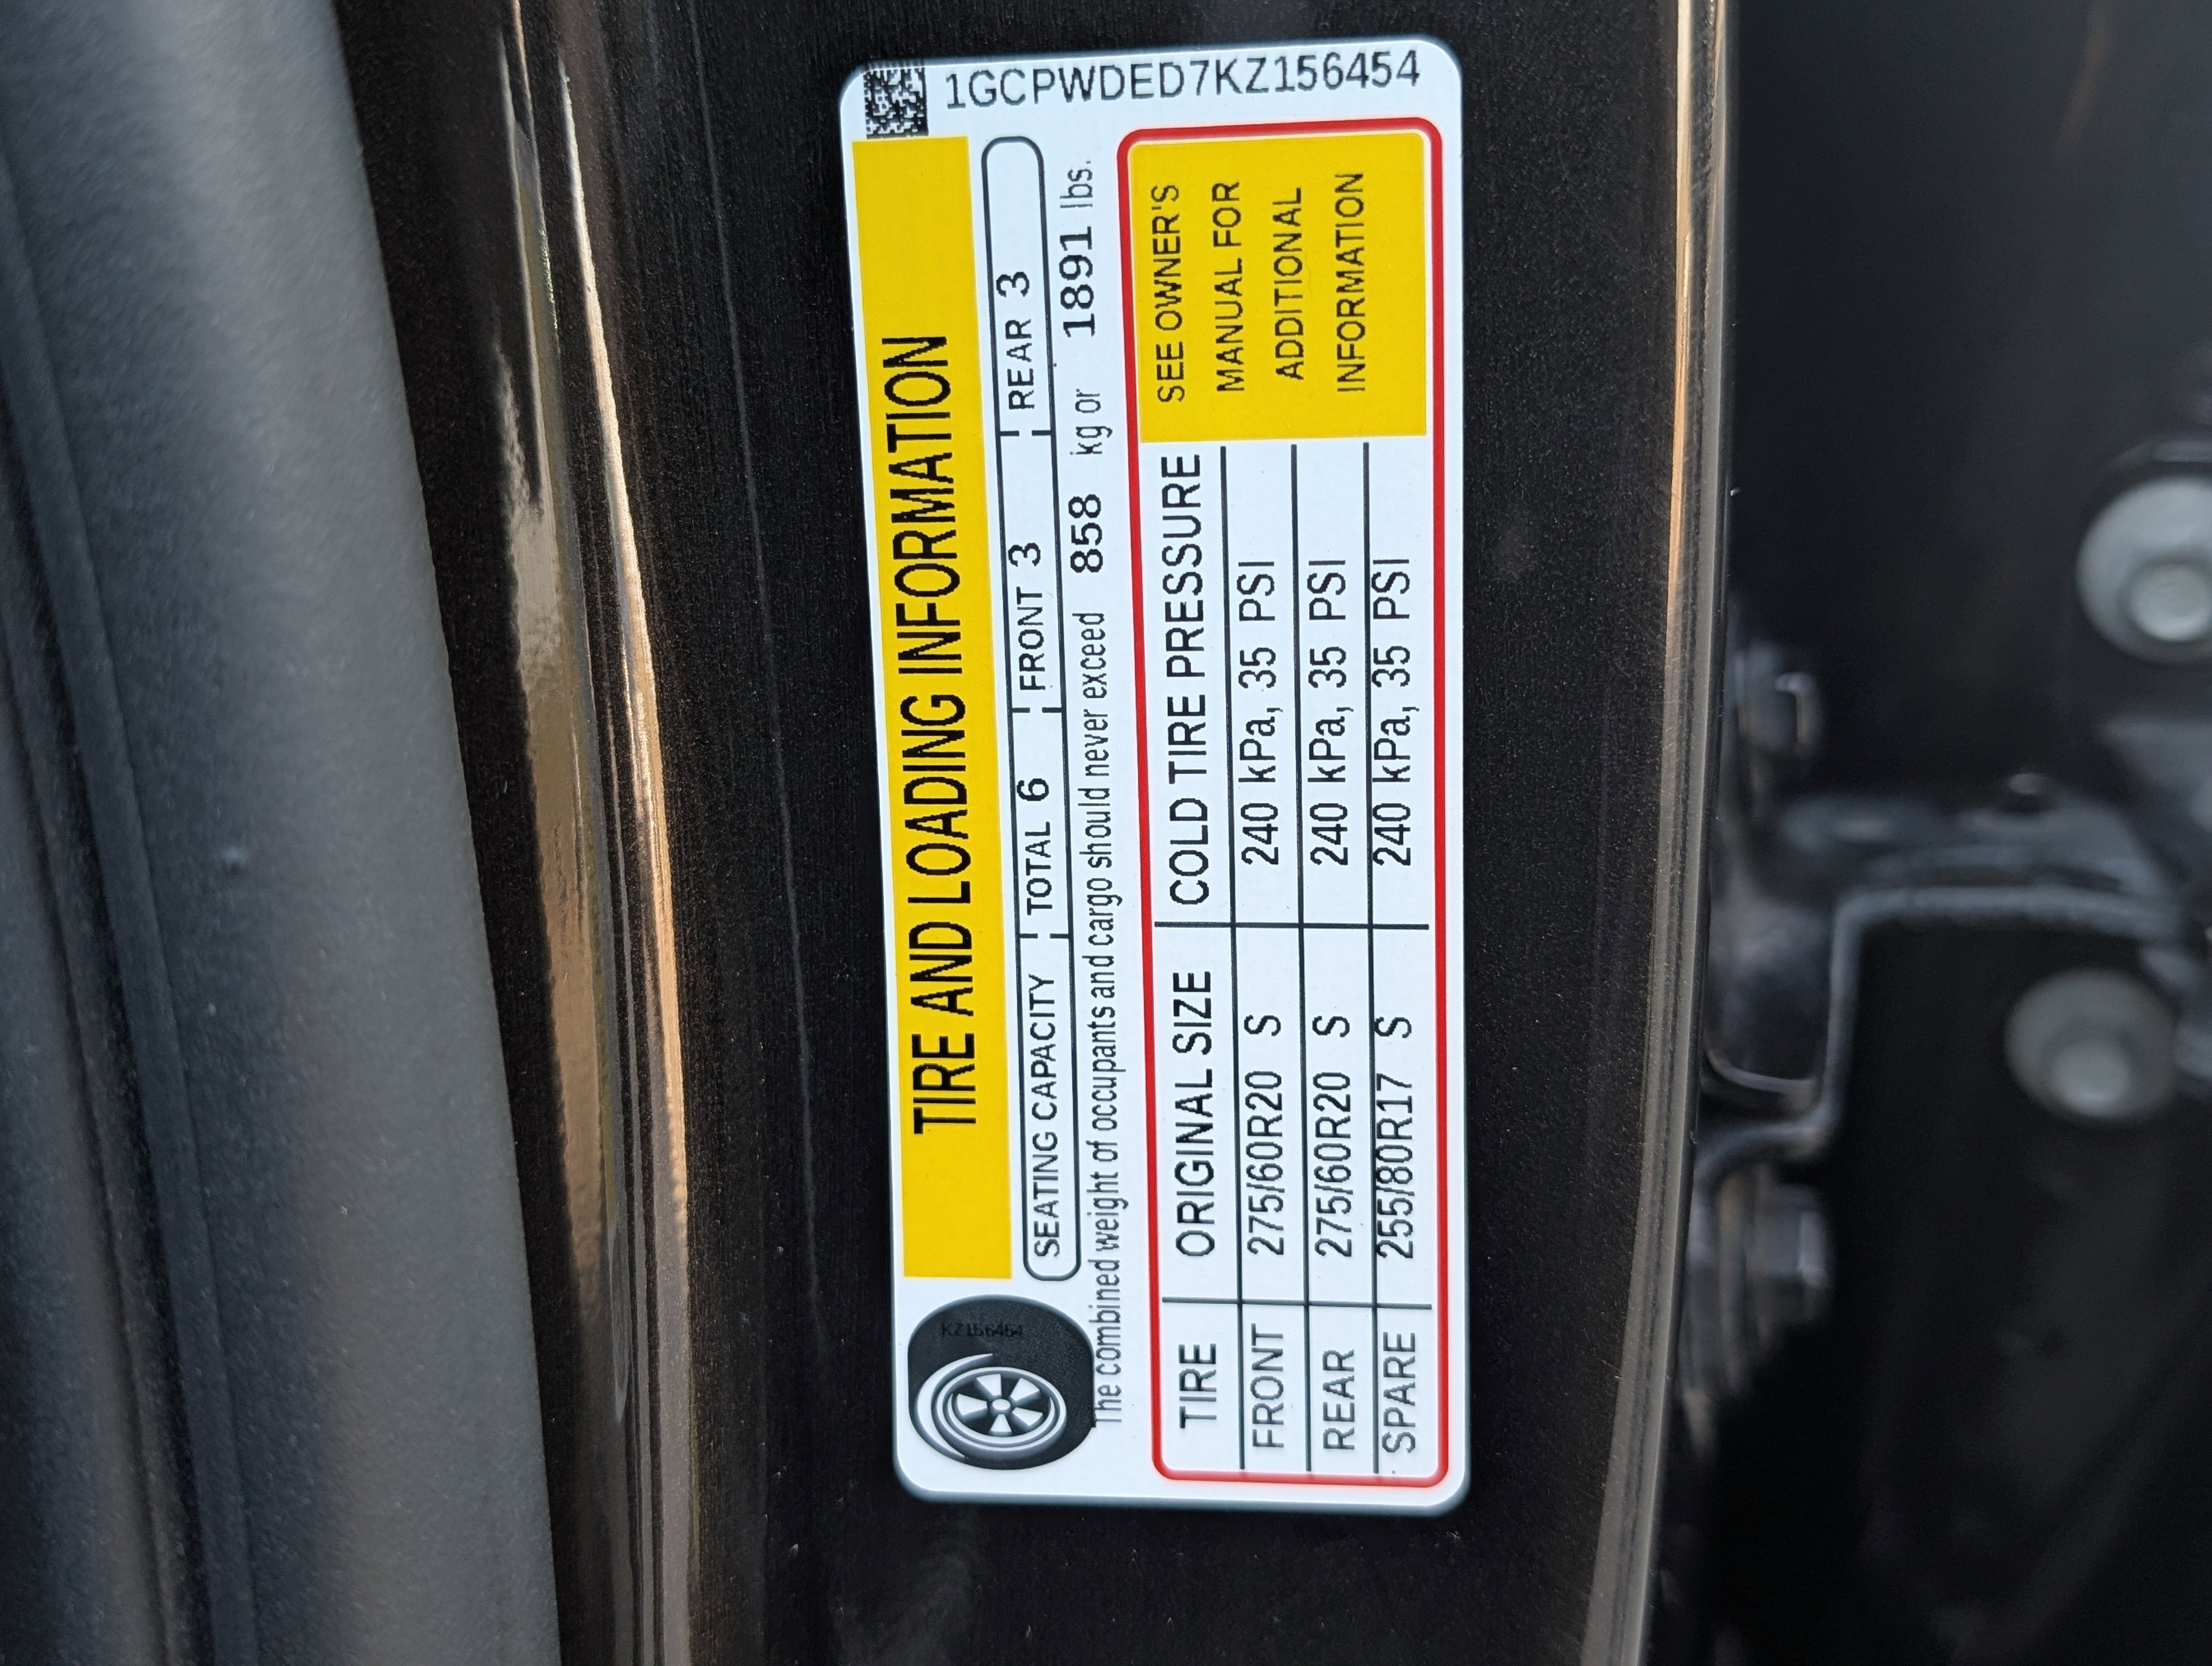 1GCPWDED7KZ156454
TIRE AND LOADING INFORMATION
KZ156454
SEATING CAPACITY TOTAL 6 FRONT 3 REAR 3
The combined weight of occupants and cargo should never exceed 858 kg or 1891 lbs.
TIRE ORIGINAL SIZE COLD TIRE PRESSURE
FRONT 275/60R20 S 240 kPa, 35 PSI
REAR 275/60R20 S 240 kPa, 35 PSI
SPARE 255/80R17 S 240 kPa, 35 PSI
SEE OWNER'S
MANUAL FOR
ADDITIONAL
INFORMATION